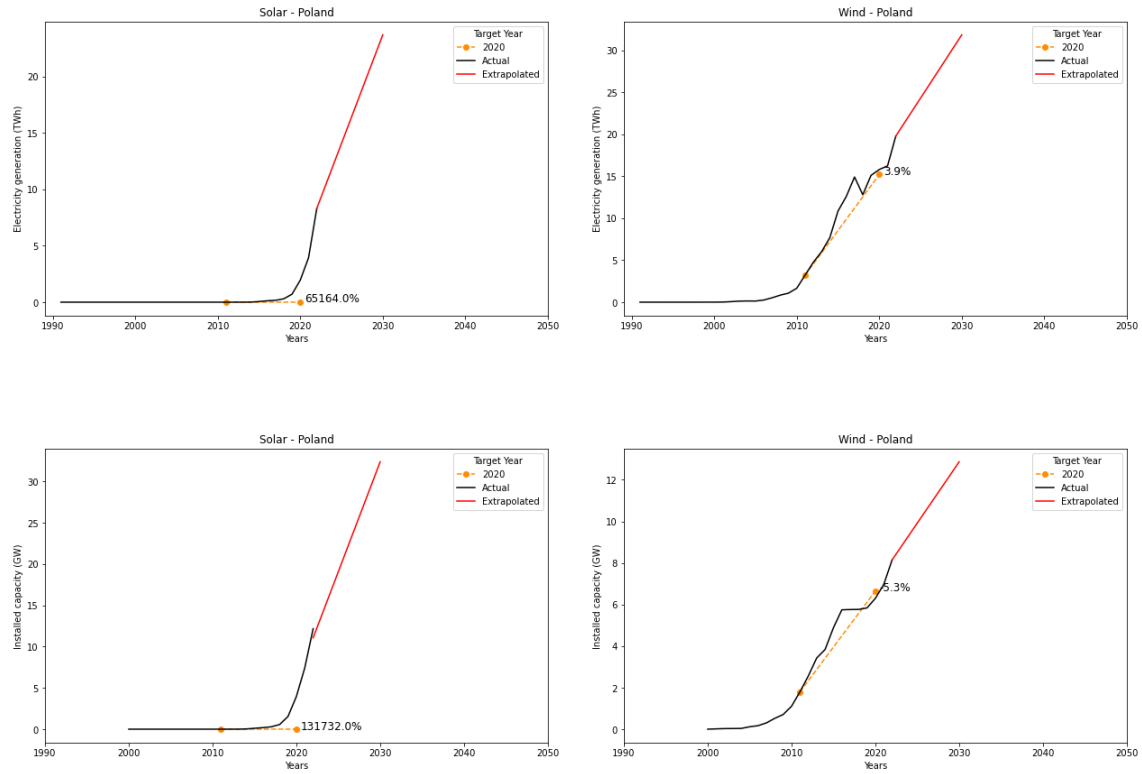 Solar - Poland
Electricity generation (TWh)
20
15
10
5
0
65164.0%
Target Year
2020
Actual
Extrapolated
1990 2000 2010 2020 2030 2040 2050
Years
Wind - Poland
Electricity generation (TWh)
30
25
20
15
10
5
0
3.9%
Target Year
2020
Actual
Extrapolated
1990 2000 2010 2020 2030 2040 2050
Years
Solar - Poland
Installed capacity (GW)
30
25
20
15
10
5
0
131732.0%
Target Year
2020
Actual
Extrapolated
1990 2000 2010 2020 2030 2040 2050
Years
Wind - Poland
Installed capacity (GW)
12
10
8
6
4
2
0
-5.3%
Target Year
2020
Actual
Extrapolated
1990 2000 2010 2020 2030 2040 2050
Years